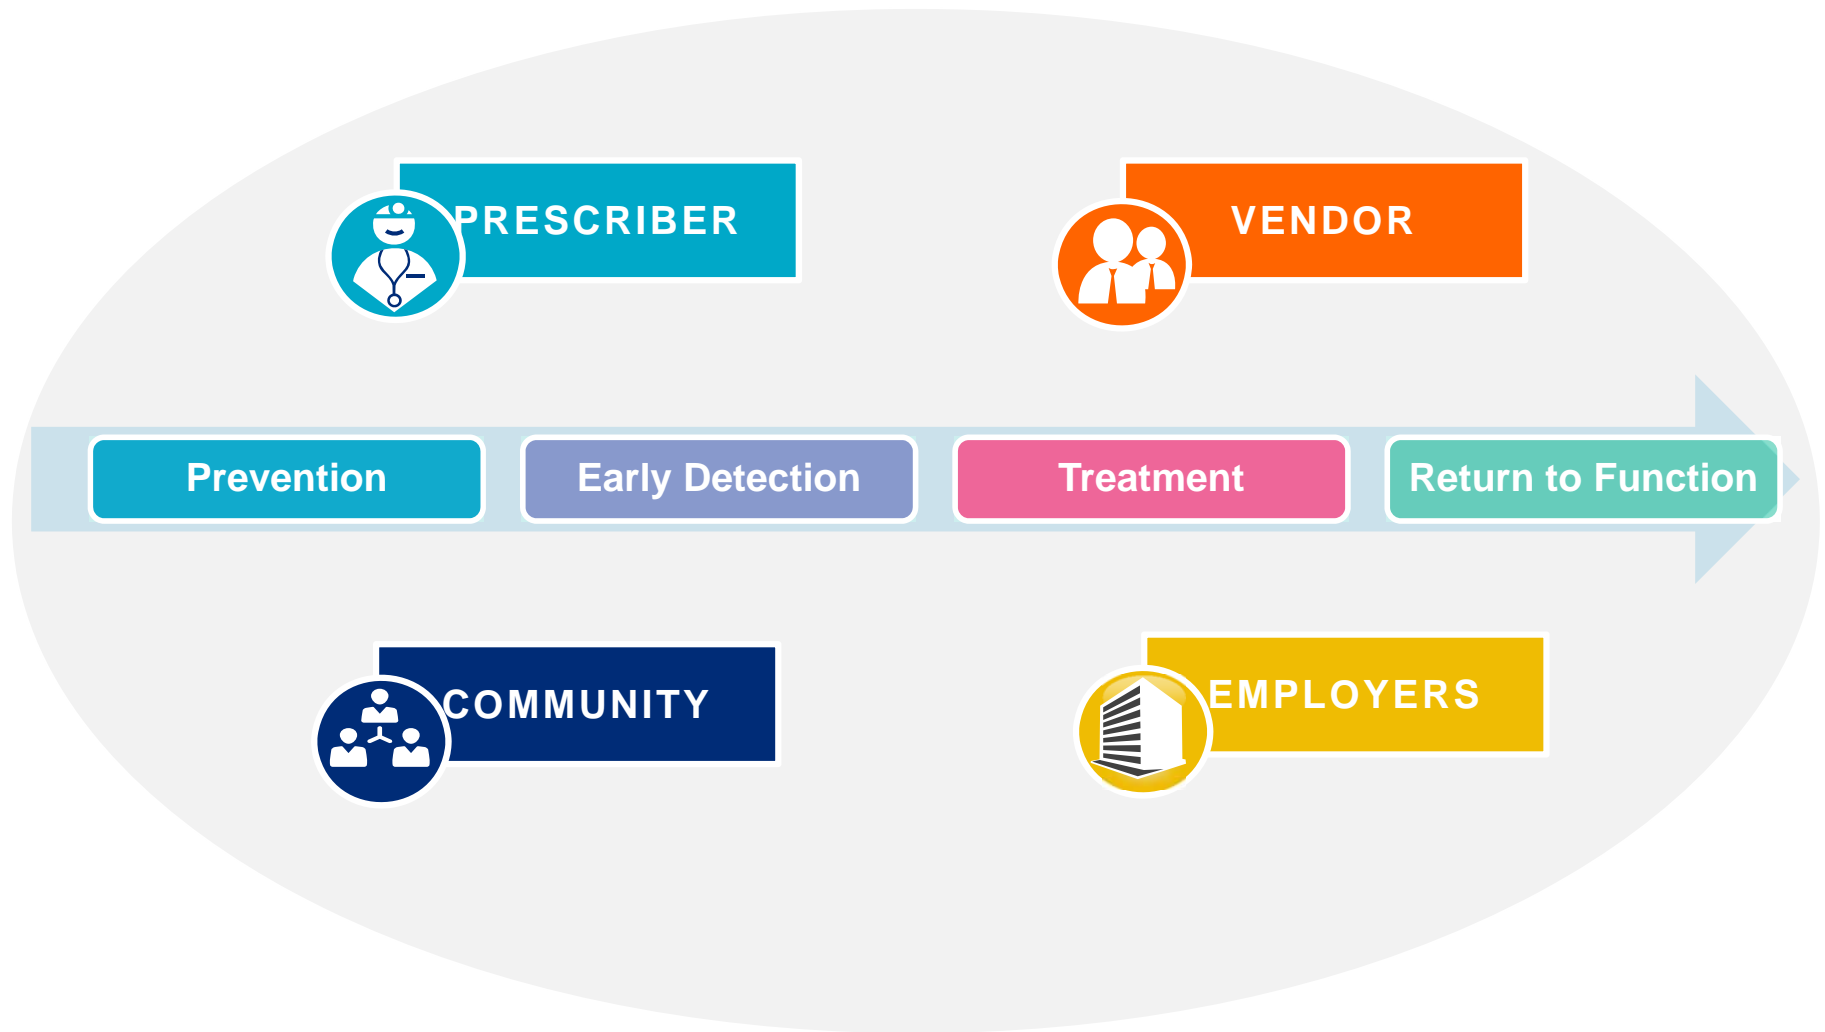 PRESCRIBER
VENDOR
Prevention
Early Detection
Treatment
Return to Function
COMMUNITY
EMPLOYERS